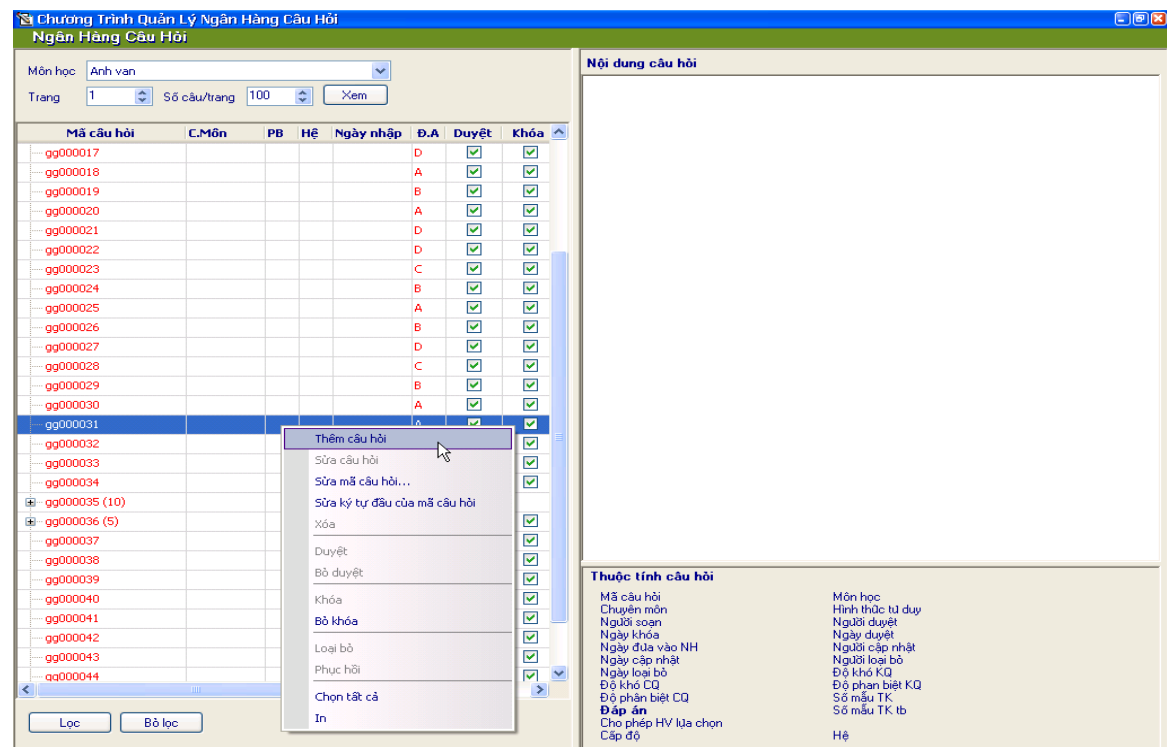 Chương Trình Quản Lý Ngân Hàng Câu Hỏi
Ngân Hàng Câu Hỏi
Môn học Anh van
Trang 1 Số câu/trang 100 Xem
Mã câu hỏi C.Môn PB Hệ Ngày nhập Đ.A Duyệt Khóa
gg000017 D
gg000018 A
gg000019 B
gg000020 A
gg000021 D
gg000022 D
gg000023 C
gg000024 B
gg000025 A
gg000026 B
gg000027 D
gg000028 C
gg000029 B
gg000030 A
gg000031 A
gg000032
gg000033
gg000034
gg000035 (10)
gg000036 (5)
gg000037
gg000038
gg000039
gg000040
gg000041
gg000042
gg000043
gg000044
Thêm câu hỏi
Sửa câu hỏi
Sửa mã câu hỏi...
Sửa ký tự đầu của mã câu hỏi
Xóa
Duyệt
Bỏ duyệt
Khóa
Bỏ khóa
Loại bỏ
Phục hồi
Chọn tất cả
In
Lọc Bỏ lọc
Nội dung câu hỏi
Thuộc tính câu hỏi
Mã câu hỏi Môn học
Chuyên môn Hình thức tư duy
Người soạn Người duyệt
Ngày khóa Ngày duyệt
Ngày đưa vào NH Người cập nhật
Ngày cập nhật Người loại bỏ
Ngày loại bỏ Độ khó KQ
Độ khó CQ Độ phan biệt KQ
Độ phân biệt CQ Số mẫu TK
Đáp án Số mẫu TK tb
Cho phép HV lựa chọn
Cấp độ Hệ